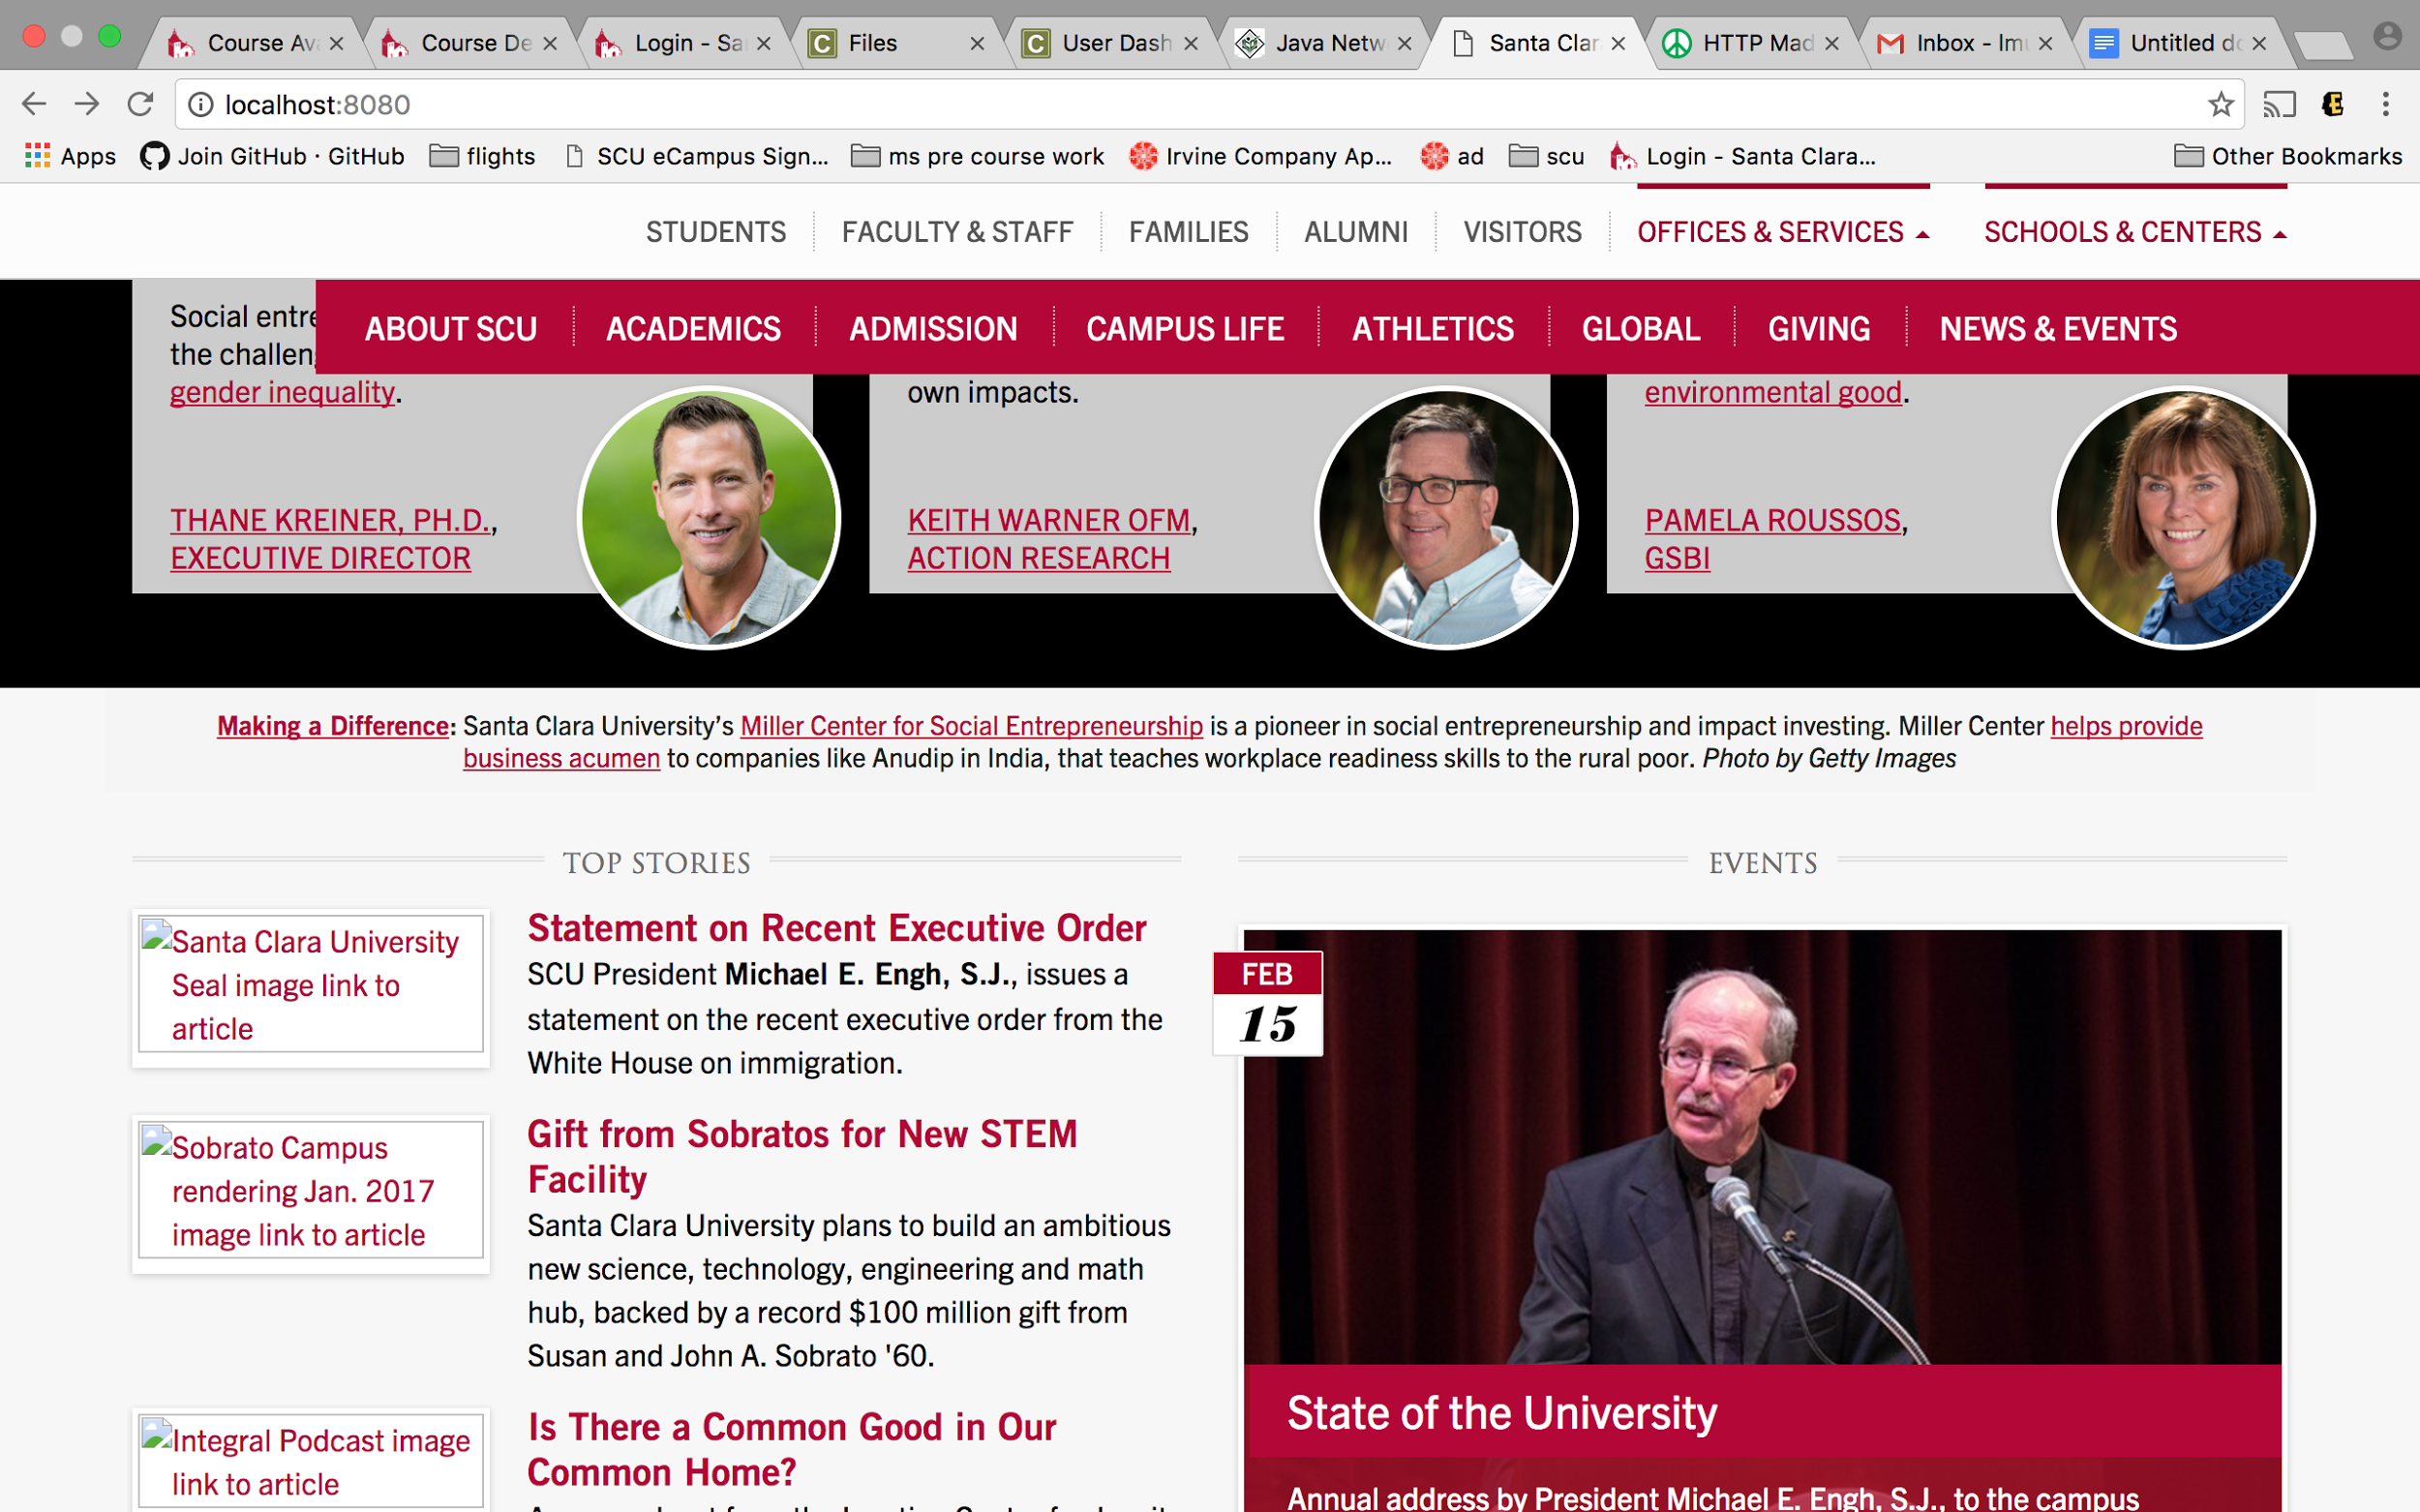 Course Av
Course De
Login - Sa
Files
User Dash
Java Netw
Santa Clar
HTTP Mad
Inbox - lm
Untitled d
localhost:8080
Apps
Join GitHub · GitHub
flights
SCU eCampus Sign...
ms pre course work
Irvine Company Ap...
ad
scu
Login - Santa Clara...
Other Bookmarks
STUDENTS
FACULTY & STAFF
FAMILIES
ALUMNI
VISITORS
OFFICES & SERVICES
SCHOOLS & CENTERS
ABOUT SCU
ACADEMICS
ADMISSION
CAMPUS LIFE
ATHLETICS
GLOBAL
GIVING
NEWS & EVENTS
Social entre
the challen
gender inequality.
THANE KREINER, PH.D.,
EXECUTIVE DIRECTOR
own impacts.
KEITH WARNER OFM,
ACTION RESEARCH
environmental good.
PAMELA ROUSSOS,
GSBI
Making a Difference: Santa Clara University’s Miller Center for Social Entrepreneurship is a pioneer in social entrepreneurship and impact investing. Miller Center helps provide
business acumen to companies like Anudip in India, that teaches workplace readiness skills to the rural poor. Photo by Getty Images
TOP STORIES
Santa Clara University
Seal image link to
article
Statement on Recent Executive Order
SCU President Michael E. Engh, S.J., issues a
statement on the recent executive order from the
White House on immigration.
Sobrato Campus
rendering Jan. 2017
image link to article
Gift from Sobratos for New STEM
Facility
Santa Clara University plans to build an ambitious
new science, technology, engineering and math
hub, backed by a record $100 million gift from
Susan and John A. Sobrato '60.
Integral Podcast image
link to article
Is There a Common Good in Our
Common Home?
EVENTS
FEB
15
State of the University
Annual address by President Michael E. Engh, S.J., to the campus